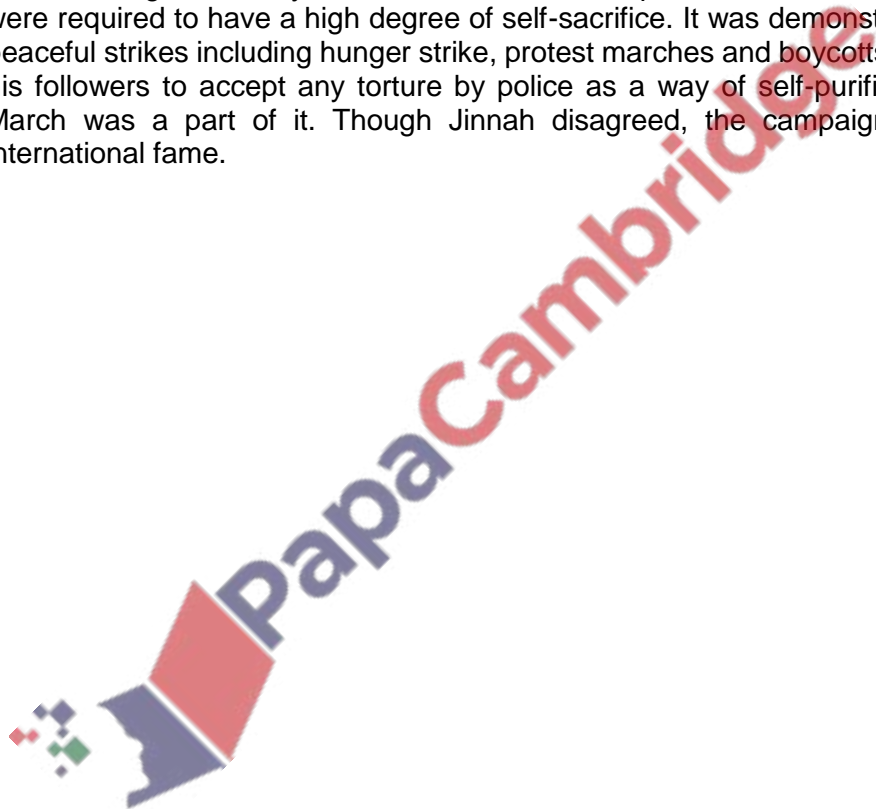 were required to have a high degree of self-sacrifice. It was demonst
peaceful strikes including hunger strike, protest marches and boycotts
is followers to accept any torture by police as a way of self-purifi
March was a part of it. Though Jinnah disagreed, the campaign
nternational fame.
PapaCambridge